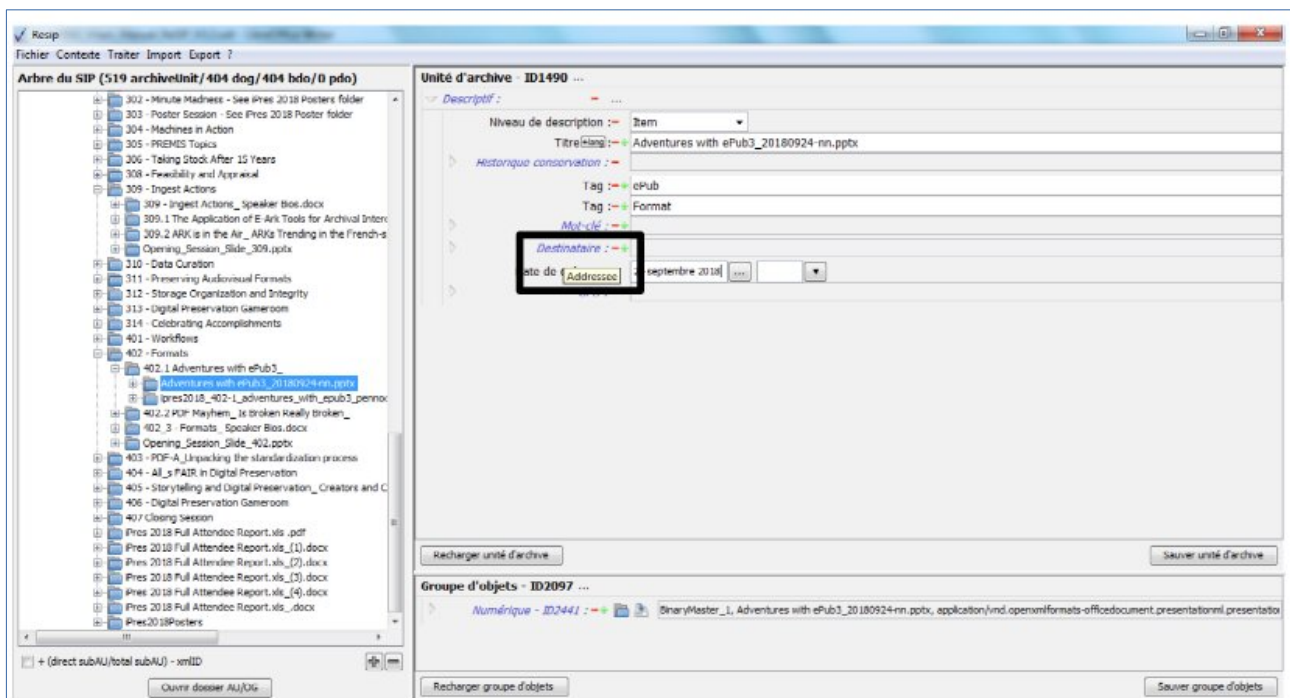 Resip
Fichier Contexte Traiter Import Export ?
Arbre du SIP (519 archiveUnit/404 dog/404 bdo/0 pdo)
302 - Minute Madness - See iPres 2018 Posters folder
303 - Poster Session - See iPres 2018 Poster folder
304 - Machines in Action
305 - PREMIS Topics
306 - Taking Stock After 15 Years
308 - Feasibility and Appraisal
309 - Ingest Actions
309 - Ingest Actions_ Speaker Bios.docx
309.1 The Application of E-Ark Tools for Archival Interc
309.2 ARK is in the Air_ ARKs Trending in the French-s
Opening_Session_Slide_309.pptx
310 - Data Curation
311 - Preserving Audiovisual Formats
312 - Storage Organization and Integrity
313 - Digital Preservation Gameroom
314 - Celebrating Accomplishments
401 - Workflows
402 - Formats
402.1 Adventures with ePub3_
Adventures with ePub3_20180924-nn.pptx
ipres2018_402-1_adventures_with_epub3_pennoc
402.2 PDF Mayhem_ Is Broken Really Broken_
402_3 - Formats_ Speaker Bios.docx
Opening_Session_Slide_402.pptx
403 - PDF-A_Unpacking the standardization process
404 - All_s FAIR in Digital Preservation
405 - Storytelling and Digital Preservation_ Creators and C
406 - Digital Preservation Gameroom
407 Closing Session
iPres 2018 Full Attendee Report.xls .pdf
iPres 2018 Full Attendee Report.xls_(1).docx
iPres 2018 Full Attendee Report.xls_(2).docx
iPres 2018 Full Attendee Report.xls_(3).docx
iPres 2018 Full Attendee Report.xls_(4).docx
iPres 2018 Full Attendee Report.xls_.docx
iPres2018Posters
+ (direct subAU/total subAU) - xmlID
Ouvrir dossier AU/OG
Unité d'archive - ID1490 ...
Descriptif : - ...
Niveau de description :- Item
Titre +lang :-+ Adventures with ePub3_20180924-nn.pptx
Historique conservation : -
Tag :-+ ePub
Tag :-+ Format
Mot-clé : -+
Destinataire : -+
Date de septembre 2018 ...
Addressee
Recharger unité d'archive Sauver unité d'archive
Groupe d'objets - ID2097 ...
Numérique - ID2441 : -+ BinaryMaster_1, Adventures with ePub3_20180924-nn.pptx, application/vnd.openxmlformats-officedocument.presentationml.presentatio
Recharger groupe d'objets Sauver groupe d'objets